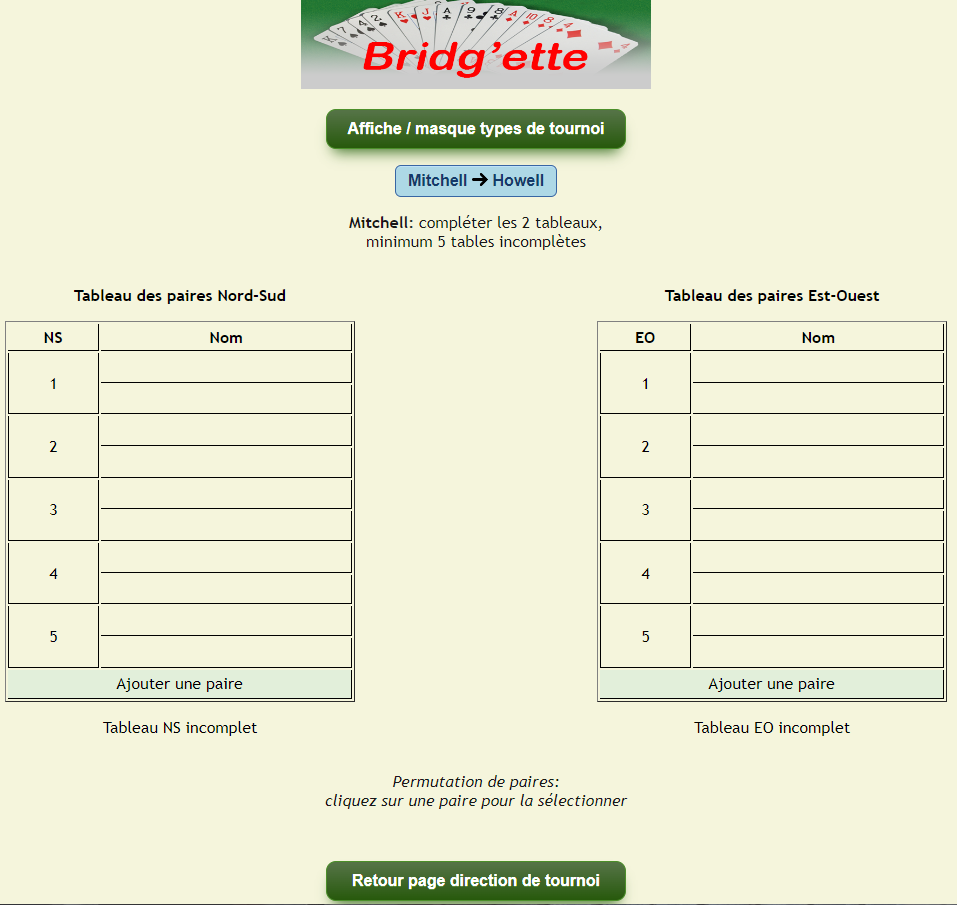 Bridg'ette
Affiche / masque types de tournoi
Mitchell ➔ Howell
Mitchell: compléter les 2 tableaux,
minimum 5 tables incomplètes
Tableau des paires Nord-Sud
NS Nom
1
2
3
4
5
Ajouter une paire
Tableau NS incomplet
Tableau des paires Est-Ouest
EO Nom
1
2
3
4
5
Ajouter une paire
Tableau EO incomplet
Permutation de paires:
cliquez sur une paire pour la sélectionner
Retour page direction de tournoi